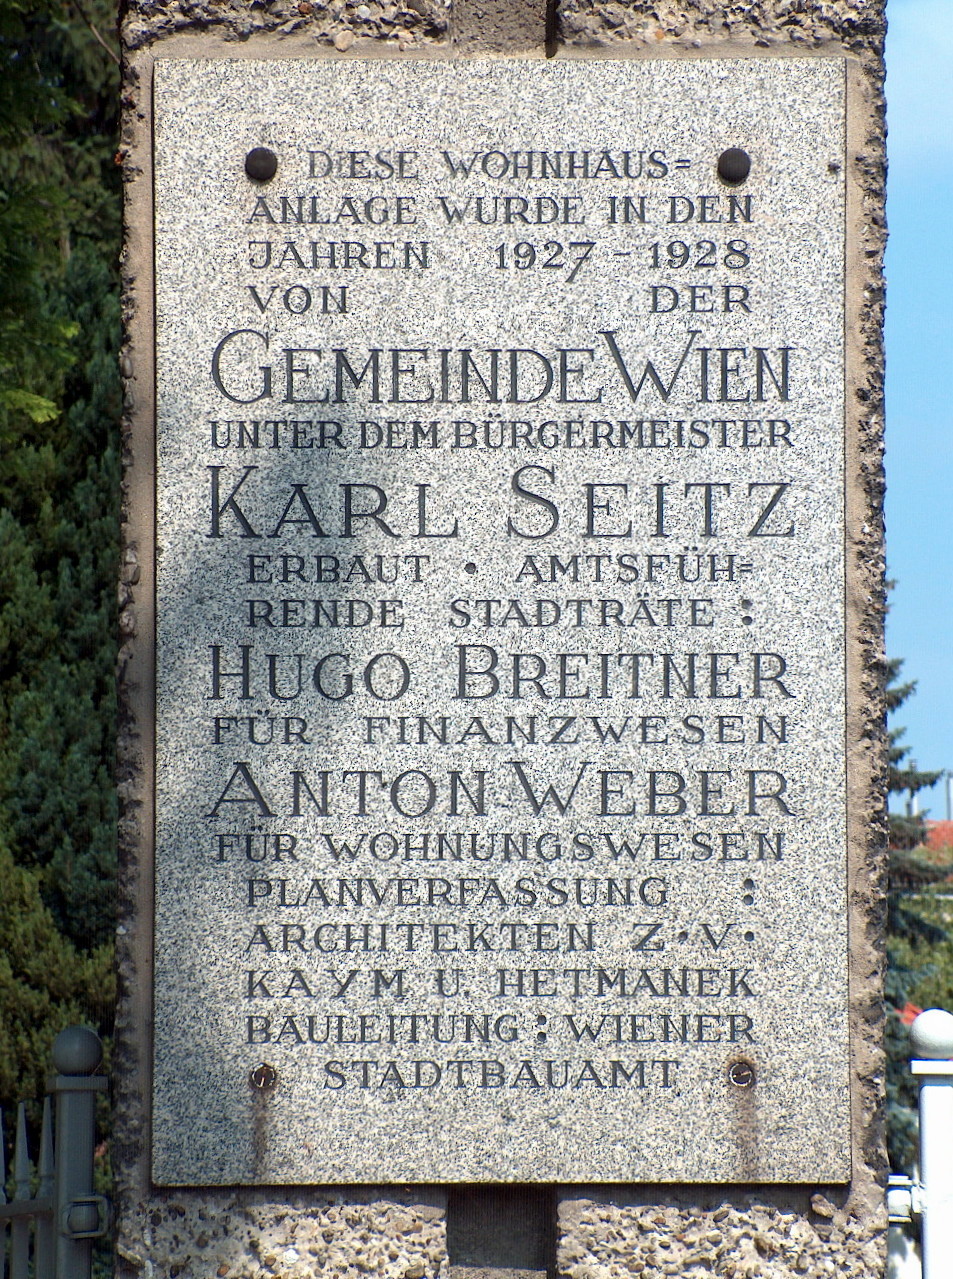 DIESE WOHNHAUS=
ANLAGE WURDE IN DEN
JAHREN 1927-1928
VON DER
GEMEINDE WIEN
UNTER DEM BÜRGERMEISTER
KARL SEITZ
ERBAUT. AMTSFÜH=
RENDE STADTRÄTE:
HUGO BREITNER
FÜR FINANZWESEN
ANTON WEBER
FÜR WOHNUNGSWESEN
PLANVERFASSUNG:
ARCHITEKTEN Z.V.
KAYM U. HETMANEK
BAULEITUNG: WIENER
STADTBAUAMT